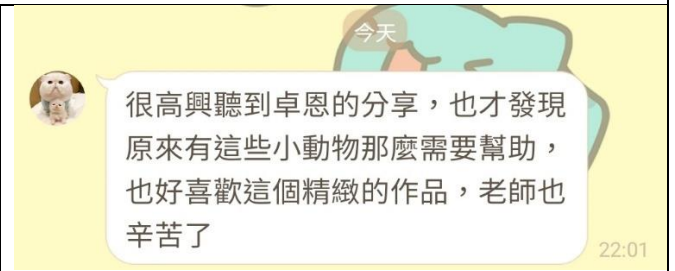 今天
很高興聽到卓恩的分享，也才發現
原來有這些小動物那麼需要幫助，
也好喜歡這個精緻的作品，老師也
辛苦了
22:01